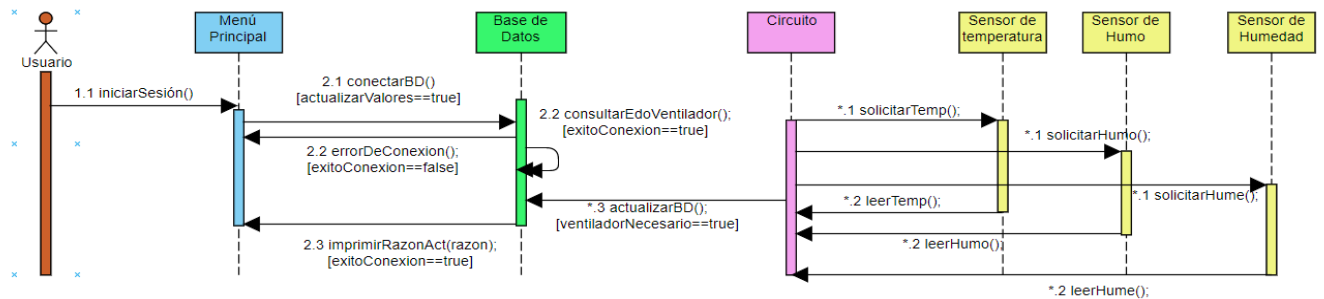 Usuario
Menú
Principal
Base de
Datos
Circuito
Sensor de
temperatura
Sensor de
Humo
Sensor de
Humedad
1.1 iniciarSesión()
2.1 conectarBD()
[actualizarValores==true]
2.2 consultarEdoVentilador();
[exitoConexion==true]
2.2 errorDeConexion();
[exitoConexion==false]
*.1 solicitarTemp();
*.1 solicitarHumo();
*.1 solicitarHume();
*.2 leerTemp();
*.3 actualizarBD();
[ventiladorNecesario==true]
*.2 leerHumo();
2.3 imprimirRazonAct(razon);
[exitoConexion==true]
*.2 leerHume();